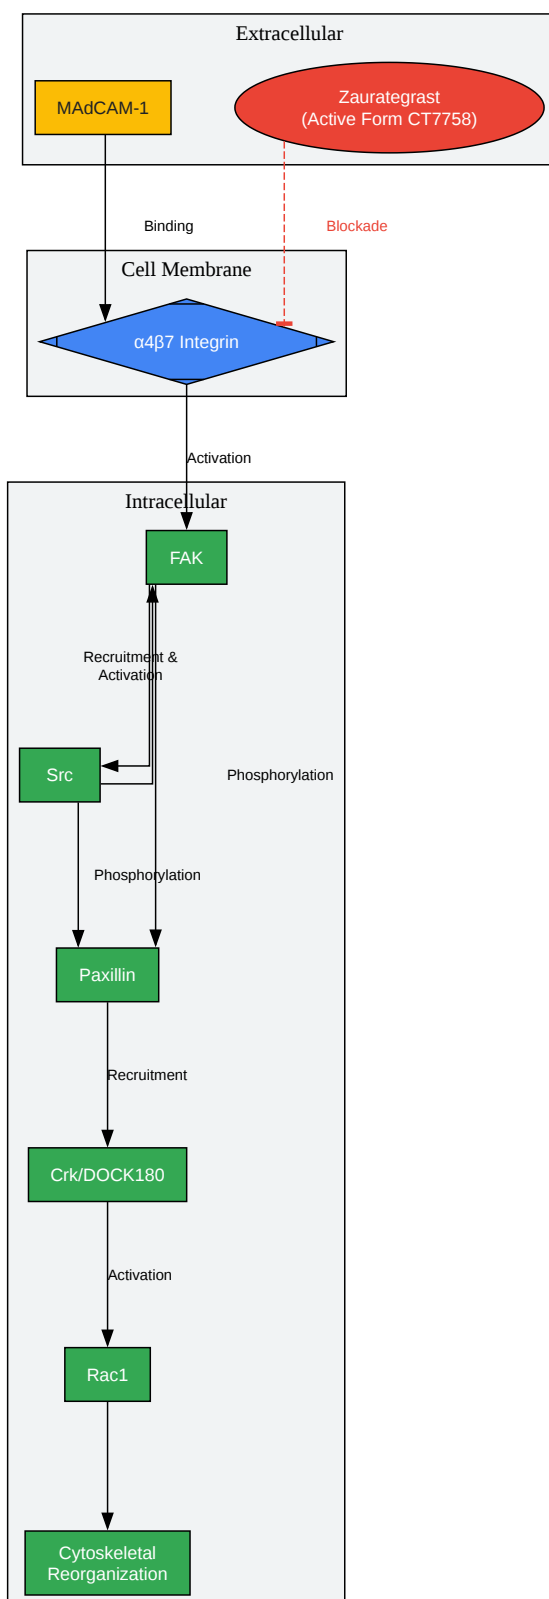 Extracellular
MAdCAM-1
Zaurategrast
(Active Form CT7758)
Binding
Blockade
Cell Membrane
α4β7 Integrin
Activation
Intracellular
FAK
Recruitment &
Activation
Src
Phosphorylation
Phosphorylation
Paxillin
Recruitment
Crk/DOCK180
Activation
Rac1
Cytoskeletal
Reorganization